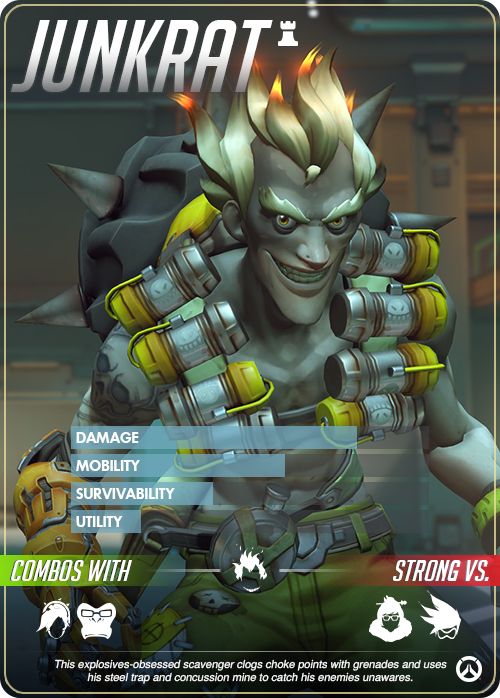 JUNKRAT
DAMAGE
MOBILITY
SURVIVABILITY
UTILITY
COMBOS WITH
STRONG VS.
This explosives-obsessed scavenger clogs choke points with grenades and uses
his steel trap and concussion mine to catch his enemies unawares.